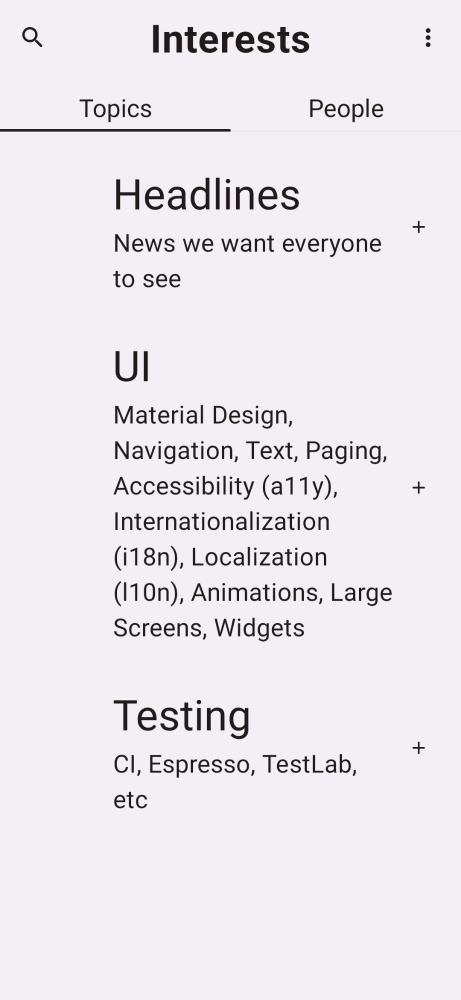 Interests
Topics
People
Headlines
News we want everyone
to see
UI
Material Design,
Navigation, Text, Paging,
Accessibility (a11y),
Internationalization
(i18n), Localization
(l10n), Animations, Large
Screens, Widgets
Testing
CI, Espresso, TestLab,
etc